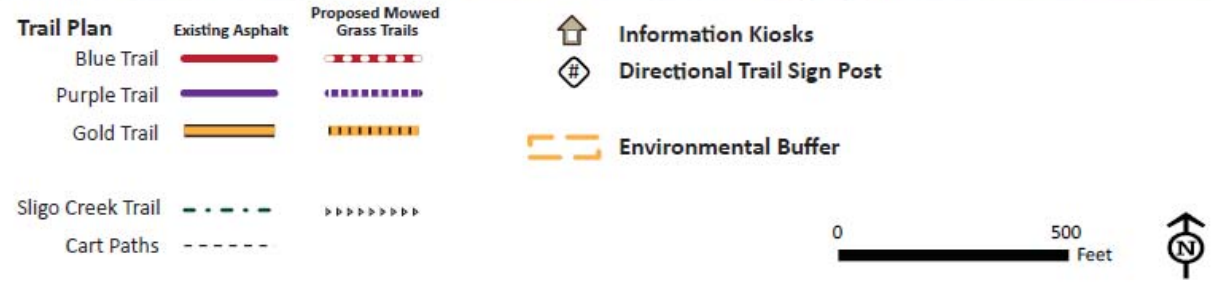 Trail Plan
Existing Asphalt
Proposed Mowed
Grass Trails
Blue Trail
Purple Trail
Gold Trail
Sligo Creek Trail
Cart Paths
Information Kiosks
#
Directional Trail Sign Post
Environmental Buffer
0 500
Feet
N